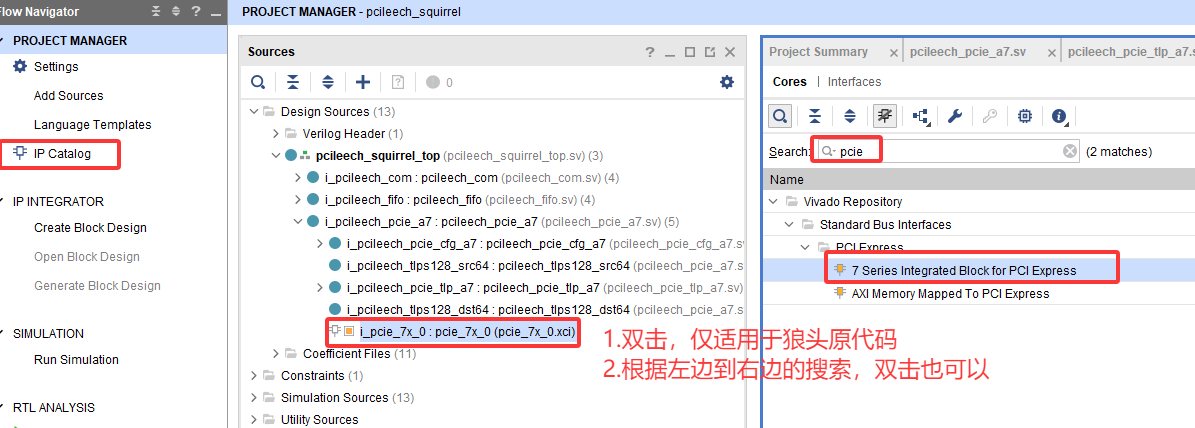 Flow Navigator
PROJECT MANAGER - pcileech_squirrel
PROJECT MANAGER
Settings
Add Sources
Language Templates
IP Catalog
IP INTEGRATOR
Create Block Design
Open Block Design
Generate Block Design
SIMULATION
Run Simulation
RTL ANALYSIS
Sources
0
Design Sources (13)
Verilog Header (1)
pcileech_squirrel_top (pcileech_squirrel_top.sv) (3)
i_pcileech_com : pcileech_com (pcileech_com.sv) (4)
i_pcileech_fifo : pcileech_fifo (pcileech_fifo.sv) (4)
i_pcileech_pcie_a7 : pcileech_pcie_a7 (pcileech_pcie_a7.sv) (5)
i_pcileech_pcie_cfg_a7 : pcileech_pcie_cfg_a7 (pcileech_pcie_cfg_a7.sv
i_pcileech_tlps128_src64 : pcileech_tlps128_src64 (pcileech_pcie_a7.sv
i_pcileech_pcie_tlp_a7 : pcileech_pcie_tlp_a7 (pcileech_pcie_tlp_a7.sv)
i_pcileech_tlps128_dst64 : pcileech_tlps128_dst64 (pcileech_pcie_a7.sv
i_pcie_7x_0 : pcie_7x_0 (pcie_7x_0.xci)
Coefficient Files (11)
Constraints (1)
Simulation Sources (13)
Utility Sources
Project Summary
pcileech_pcie_a7.sv
pcileech_pcie_tlp_a7.s
Cores
Interfaces
Search:
pcie
(2 matches)
Name
Vivado Repository
Standard Bus Interfaces
PCI Express
7 Series Integrated Block for PCI Express
AXI Memory Mapped To PCI Express
1.双击，仅适用于狼头原代码
2.根据左边到右边的搜索，双击也可以